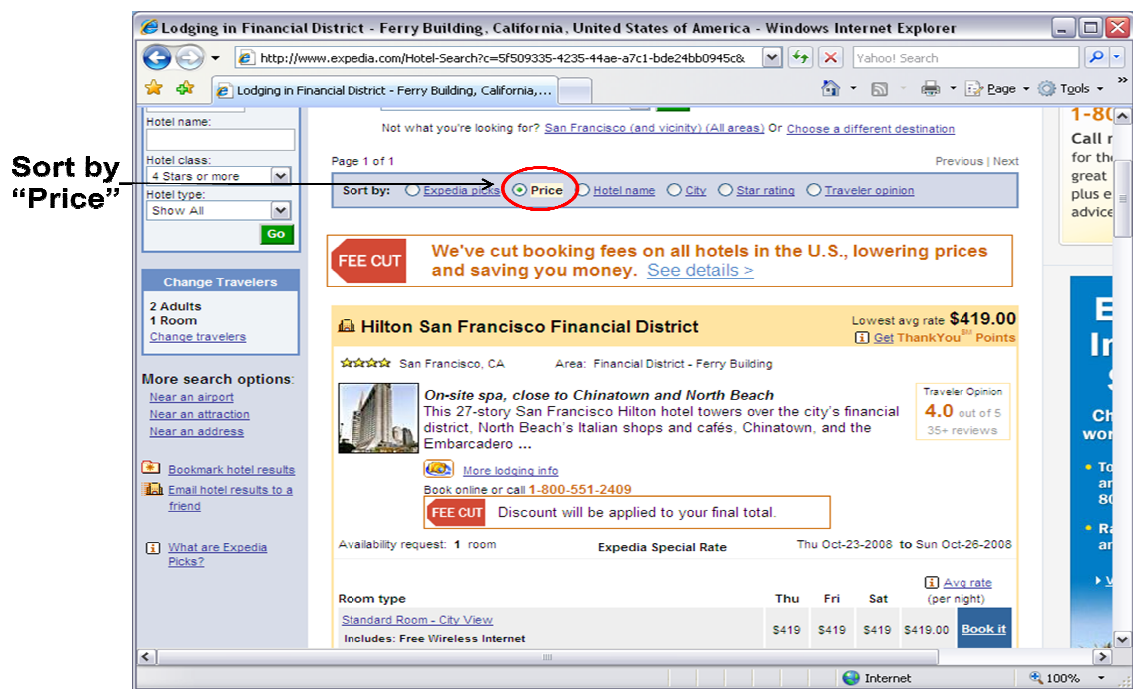 Lodging in Financial District - Ferry Building, California, United States of America - Windows Internet Explorer
http://www.expedia.com/Hotel-Search?c=5f509335-4235-44ae-a7c1-bde24bb0945c&
Yahoo! Search
Lodging in Financial District - Ferry Building, California,...
Page
Tools
Hotel name:
Hotel class:
4 Stars or more
Hotel type:
Show All
Go
Sort by
"Price"
Not what you're looking for? San Francisco (and vicinity) (All areas) Or Choose a different destination
Page 1 of 1
Previous | Next
Sort by: Expedia picks Price Hotel name City Star rating Traveler opinion
1-80
Call
for
great
plus
advice
FEE CUT
We've cut booking fees on all hotels in the U.S., lowering prices
and saving you money. See details >
Change Travelers
2 Adults
1 Room
Change travelers
More search options:
Near an airport
Near an attraction
Near an address
Bookmark hotel results
Email hotel results to a
friend
What are Expedia
Picks?
Hilton San Francisco Financial District
Lowest avg rate $419.00
Get ThankYou℠ Points
San Francisco, CA Area: Financial District - Ferry Building
On-site spa, close to Chinatown and North Beach
This 27-story San Francisco Hilton hotel towers over the city's financial
district, North Beach's Italian shops and cafés, Chinatown, and the
Embarcadero ...
Traveler Opinion
4.0 out of 5
35+ reviews
More lodging info
Book online or call 1-800-551-2409
FEE CUT Discount will be applied to your final total.
Availability request: 1 room Expedia Special Rate Thu Oct-23-2008 to Sun Oct-26-2008
Avg rate
Room type Thu Fri Sat (per night)
Standard Room - City View
$419 $419 $419 $419.00 Book it
Includes: Free Wireless Internet
Internet
100%